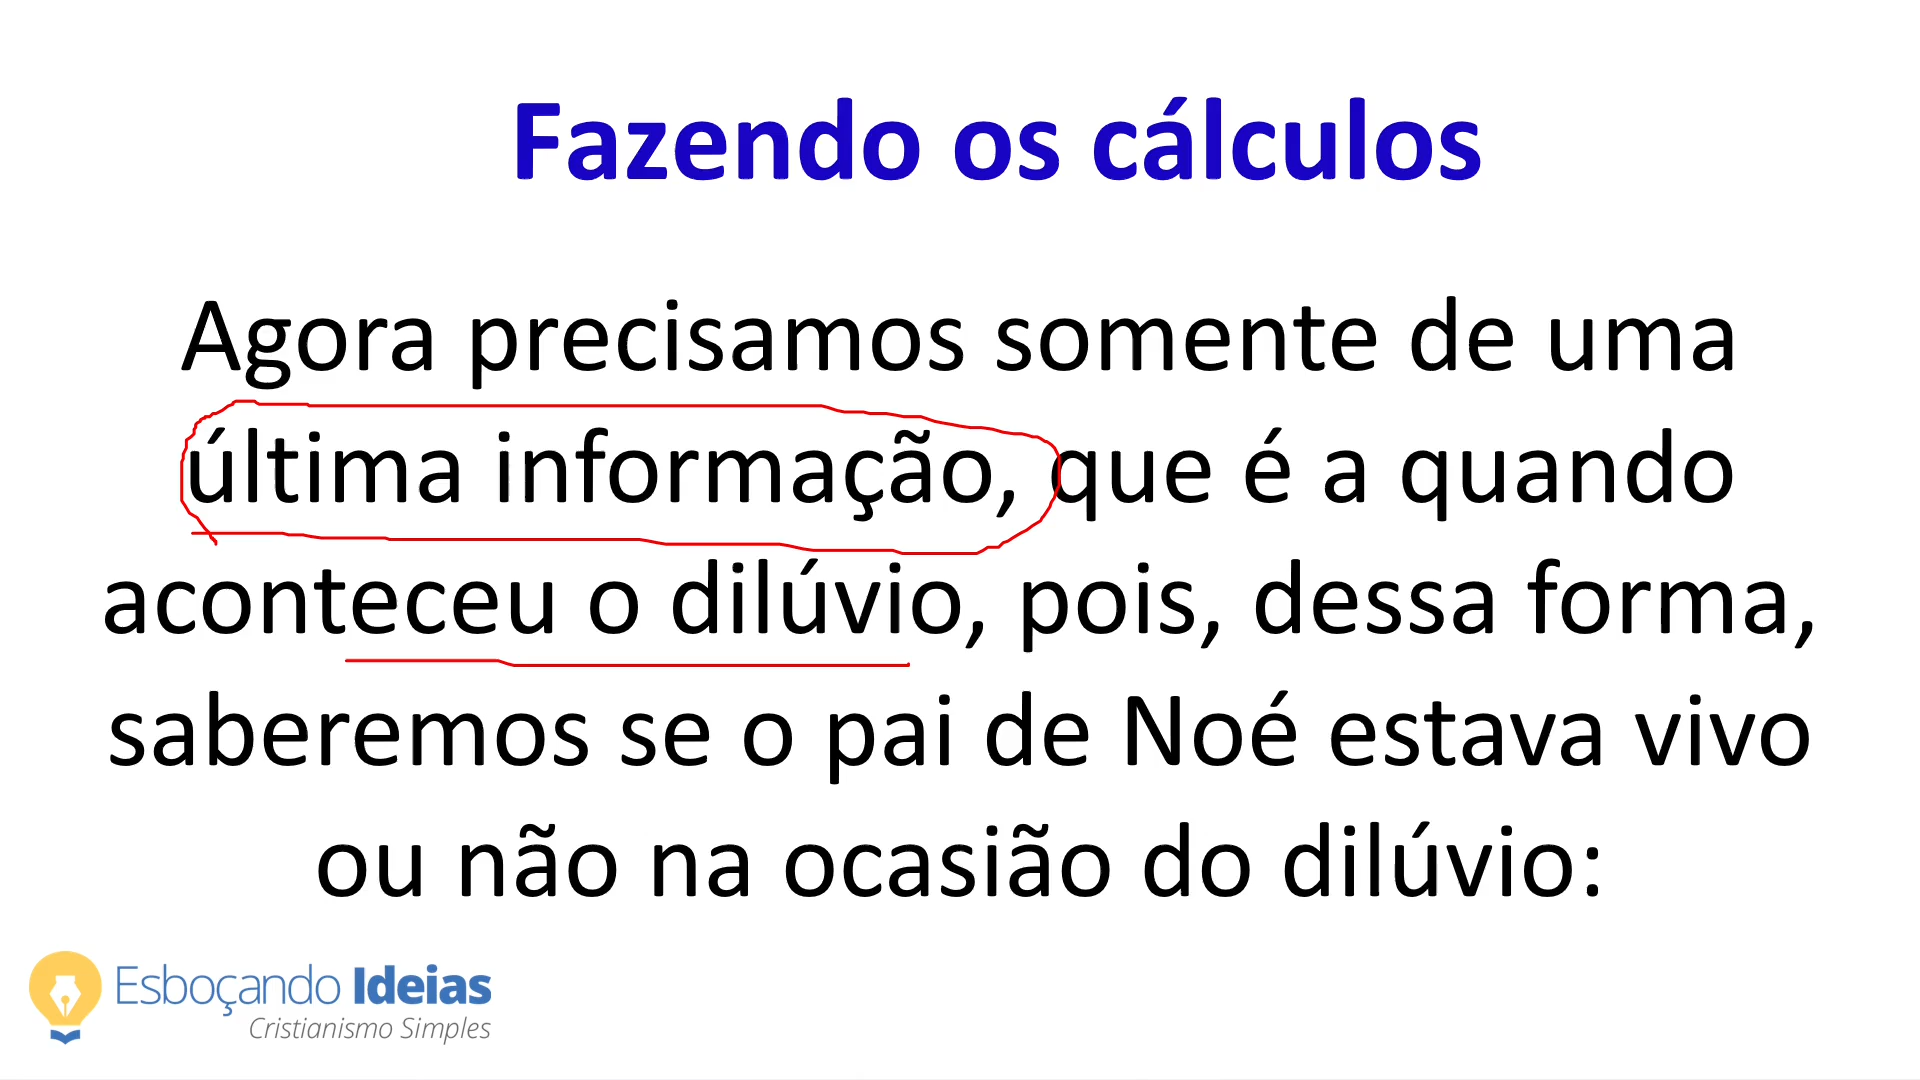 Fazendo os cálculos
Agora precisamos somente de uma
última informação, que é a quando
aconteceu o dilúvio, pois, dessa forma,
saberemos se o pai de Noé estava vivo
ou não na ocasião do dilúvio:
Esboçando Ideias
Cristianismo Simples